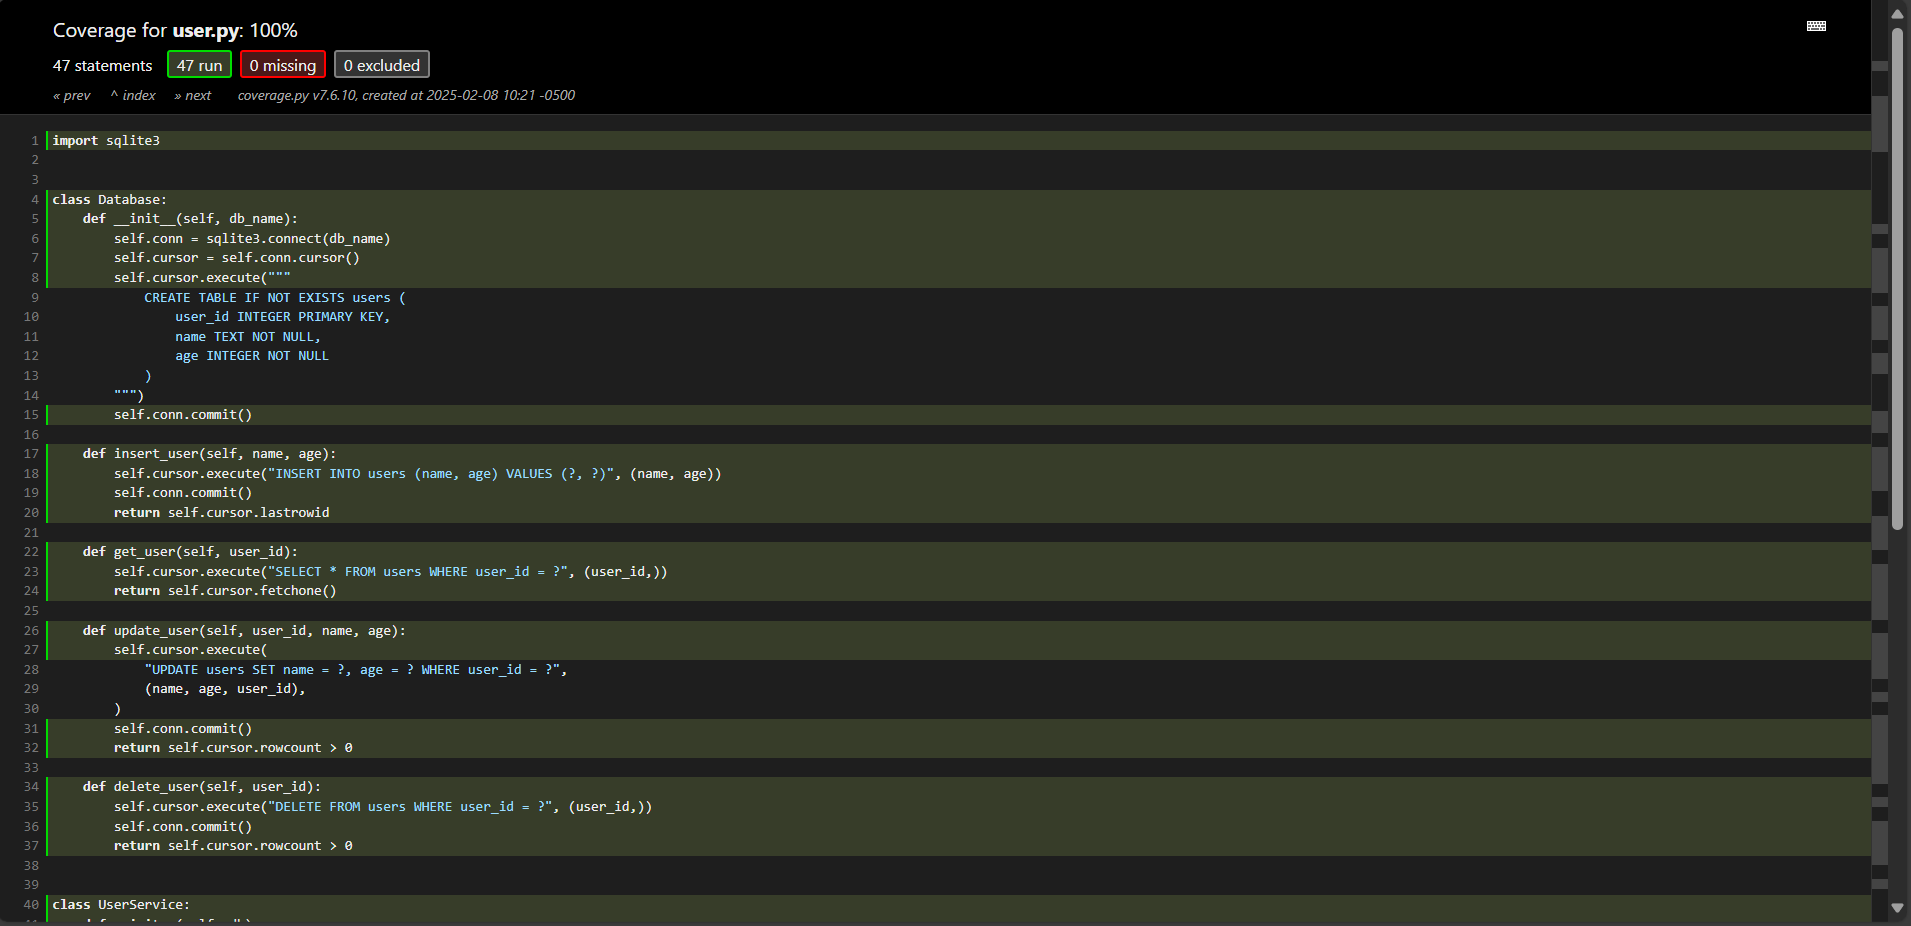 Coverage for user.py: 100%
47 statements 47 run 0 missing 0 excluded
« prev ^ index » next coverage.py v7.6.10, created at 2025-02-08 10:21 -0500
1 import sqlite3
2
3
4 class Database:
5     def __init__(self, db_name):
6         self.conn = sqlite3.connect(db_name)
7         self.cursor = self.conn.cursor()
8         self.cursor.execute("""
9             CREATE TABLE IF NOT EXISTS users (
10                 user_id INTEGER PRIMARY KEY,
11                 name TEXT NOT NULL,
12                 age INTEGER NOT NULL
13             )
14         """)
15         self.conn.commit()
16
17     def insert_user(self, name, age):
18         self.cursor.execute("INSERT INTO users (name, age) VALUES (?, ?)", (name, age))
19         self.conn.commit()
20         return self.cursor.lastrowid
21
22     def get_user(self, user_id):
23         self.cursor.execute("SELECT * FROM users WHERE user_id = ?", (user_id,))
24         return self.cursor.fetchone()
25
26     def update_user(self, user_id, name, age):
27         self.cursor.execute(
28             "UPDATE users SET name = ?, age = ? WHERE user_id = ?",
29             (name, age, user_id),
30         )
31         self.conn.commit()
32         return self.cursor.rowcount > 0
33
34     def delete_user(self, user_id):
35         self.cursor.execute("DELETE FROM users WHERE user_id = ?", (user_id,))
36         self.conn.commit()
37         return self.cursor.rowcount > 0
38
39
40 class UserService: